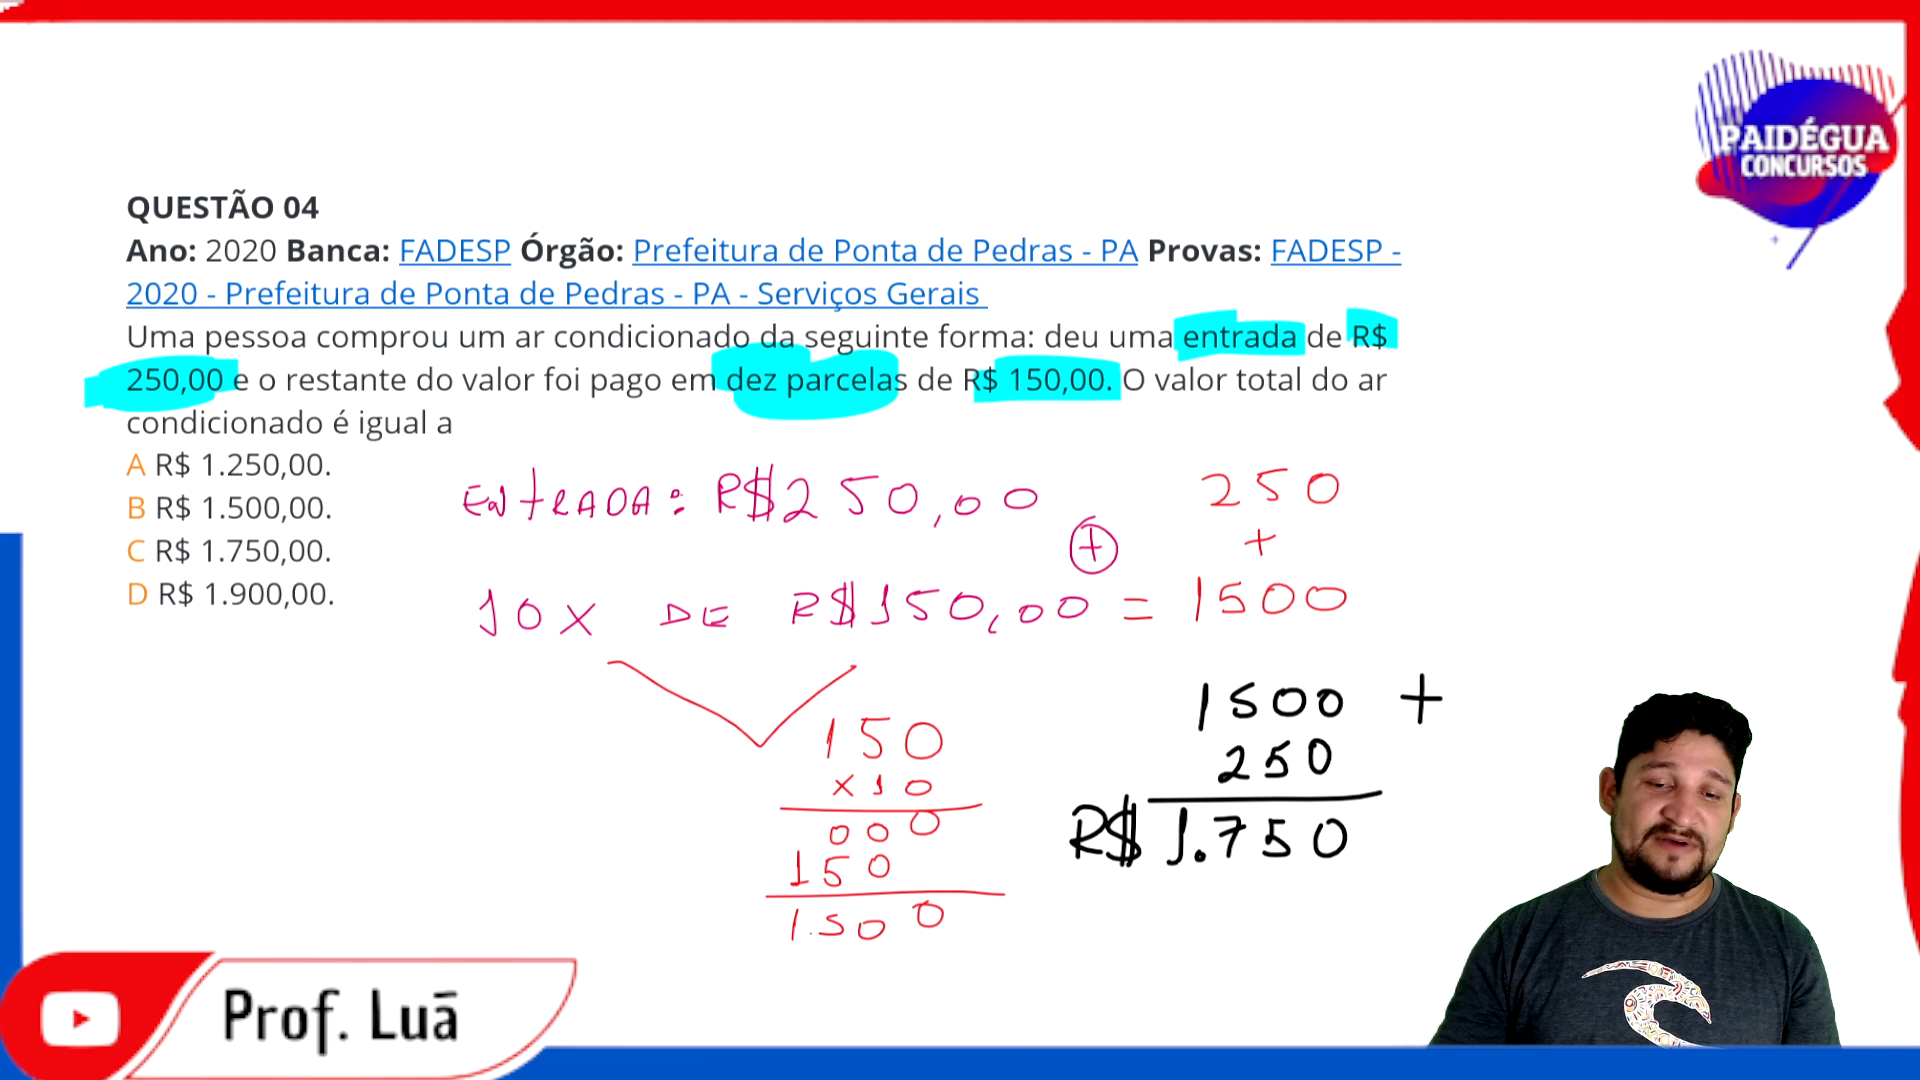 PAIDÉGUA
CONCURSOS
QUESTÃO 04
Ano: 2020 Banca: FADESP Órgão: Prefeitura de Ponta de Pedras - PA Provas: FADESP -
2020 - Prefeitura de Ponta de Pedras - PA - Serviços Gerais
Uma pessoa comprou um ar condicionado da seguinte forma: deu uma entrada de R$
250,00 e o restante do valor foi pago em dez parcelas de R$ 150,00. O valor total do ar
condicionado é igual a
A R$ 1.250,00.
B R$ 1.500,00.
C R$ 1.750,00.
D R$ 1.900,00.
ENTRADA: R$250,00
+
10X DE R$150,00 = 1500
250
+
150
X10
000
150
1.500
1500 +
250
R$ 1.750
Prof. Luã